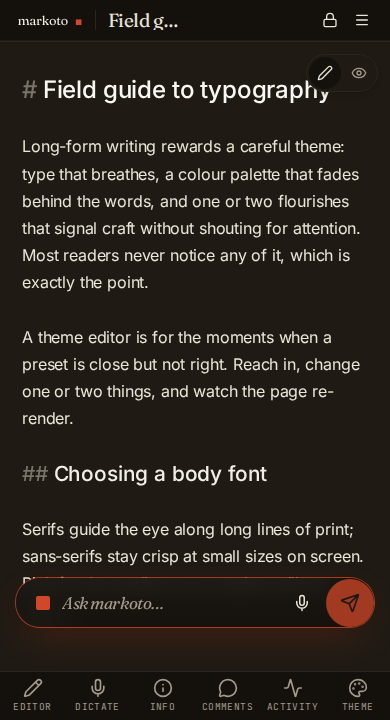 markoto
Field g...
# Field guide to typography
Long-form writing rewards a careful theme:
type that breathes, a colour palette that fades
behind the words, and one or two flourishes
that signal craft without shouting for attention.
Most readers never notice any of it, which is
exactly the point.
A theme editor is for the moments when a
preset is close but not right. Reach in, change
one or two things, and watch the page re-
render.
## Choosing a body font
Serifs guide the eye along long lines of print;
sans-serifs stay crisp at small sizes on screen.
Ask markoto...
EDITOR DICTATE INFO COMMENTS ACTIVITY THEME